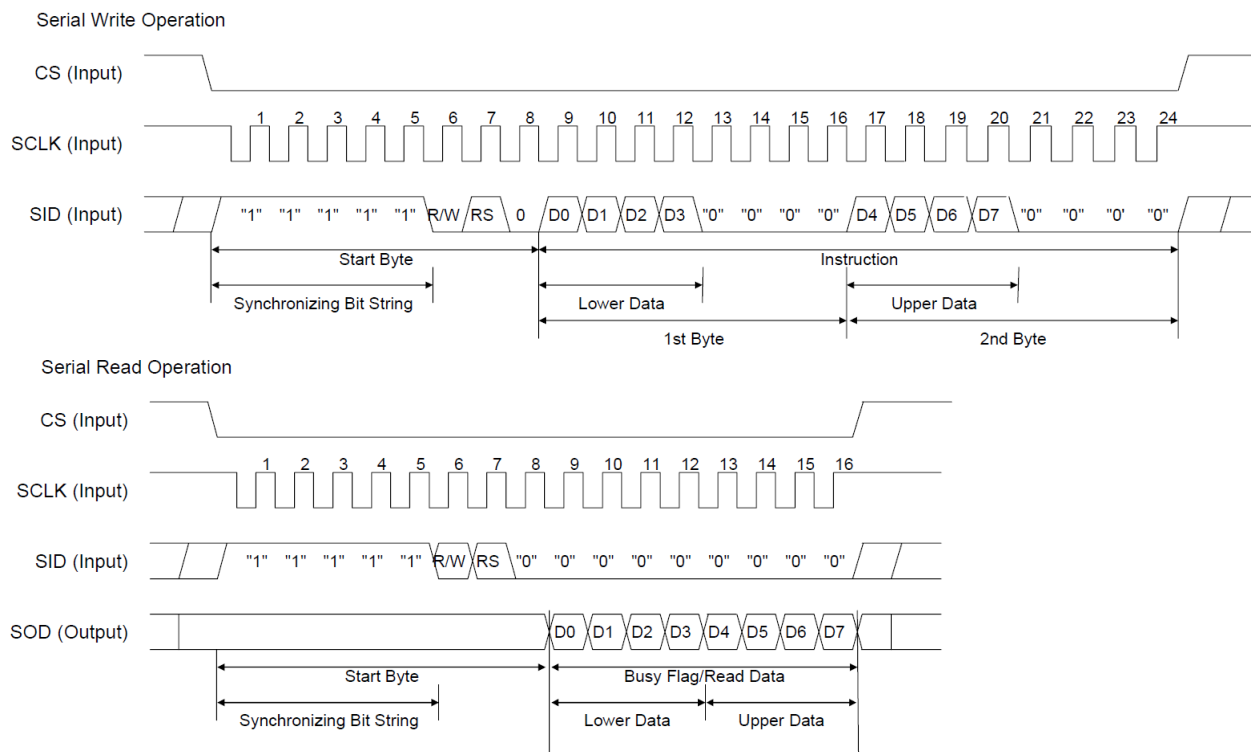 Serial Write Operation
CS (Input)
1 2 3 4 5 6 7 8 9 10 11 12 13 14 15 16 17 18 19 20 21 22 23 24
SCLK (Input)
SID (Input) "1" "1" "1" "1" "1" R/W RS 0 D0 D1 D2 D3 "0" "0" "0" "0" D4 D5 D6 D7 "0" "0" "0' "0"
Start Byte Instruction
Synchronizing Bit String Lower Data Upper Data
1st Byte 2nd Byte
Serial Read Operation
CS (Input)
1 2 3 4 5 6 7 8 9 10 11 12 13 14 15 16
SCLK (Input)
SID (Input) "1" "1" "1" "1" "1" R/W RS "0" "0" "0" "0" "0" "0" "0" "0" "0"
SOD (Output) D0 D1 D2 D3 D4 D5 D6 D7
Start Byte Busy Flag/Read Data
Synchronizing Bit String Lower Data Upper Data